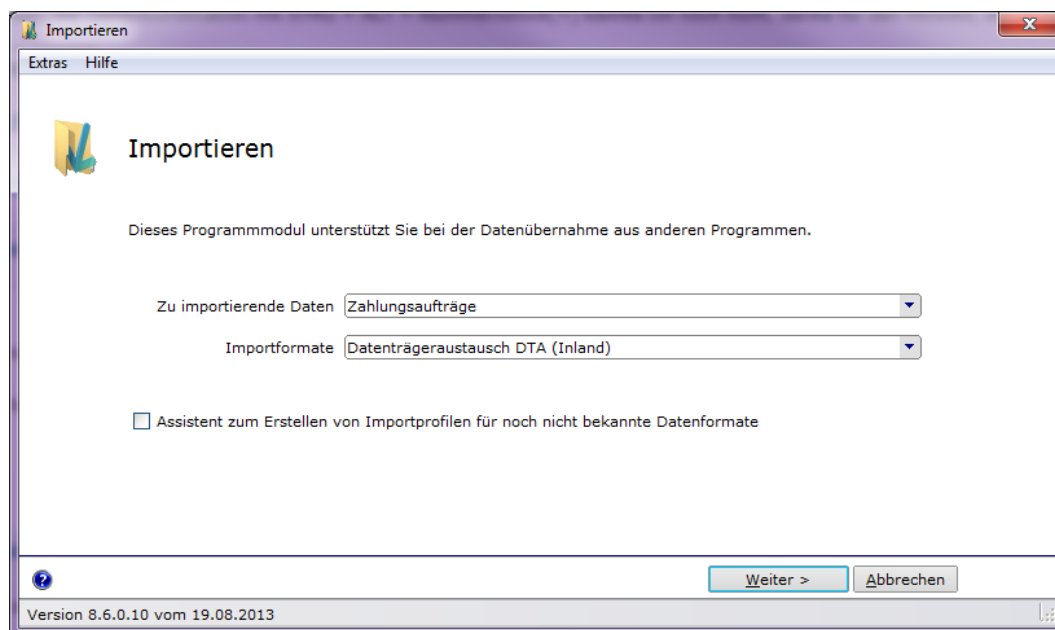 Importieren
Extras Hilfe
Importieren
Dieses Programmmodul unterstützt Sie bei der Datenübernahme aus anderen Programmen.
Zu importierende Daten Zahlungsaufträge
Importformate Datenträgeraustausch DTA (Inland)
Assistent zum Erstellen von Importprofilen für noch nicht bekannte Datenformate
? Weiter > Abbrechen
Version 8.6.0.10 vom 19.08.2013